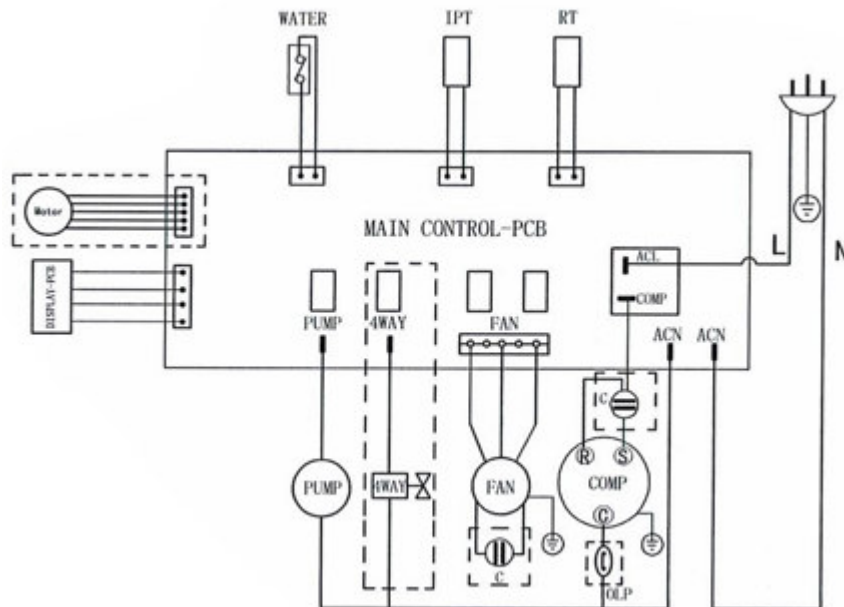 WATER
IPT
RT
Motor
MAIN CONTROL-PCB
L
N
ACL
COMP
DISPLAY-PCB
PUMP
4WAY
FAN
ACN
ACN
C
R
S
PUMP
4WAY
FAN
COMP
C
C
OLP